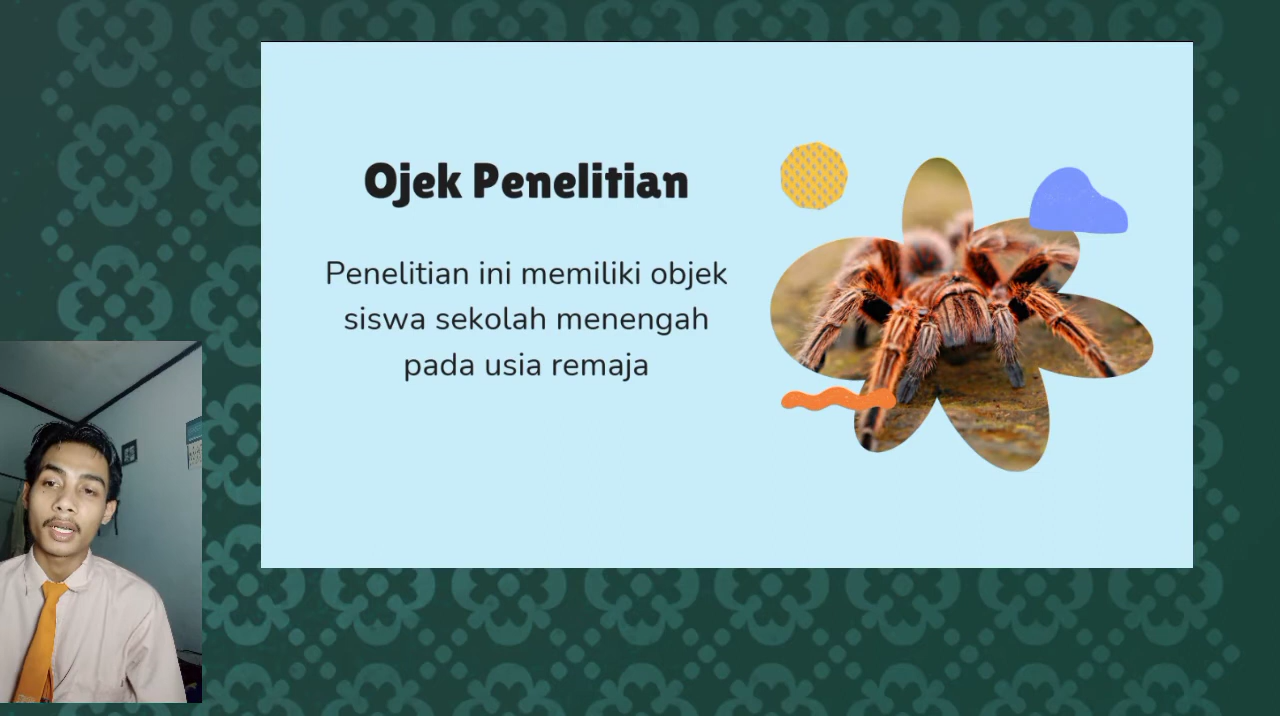 Ojek Penelitian
Penelitian ini memiliki objek
siswa sekolah menengah
pada usia remaja